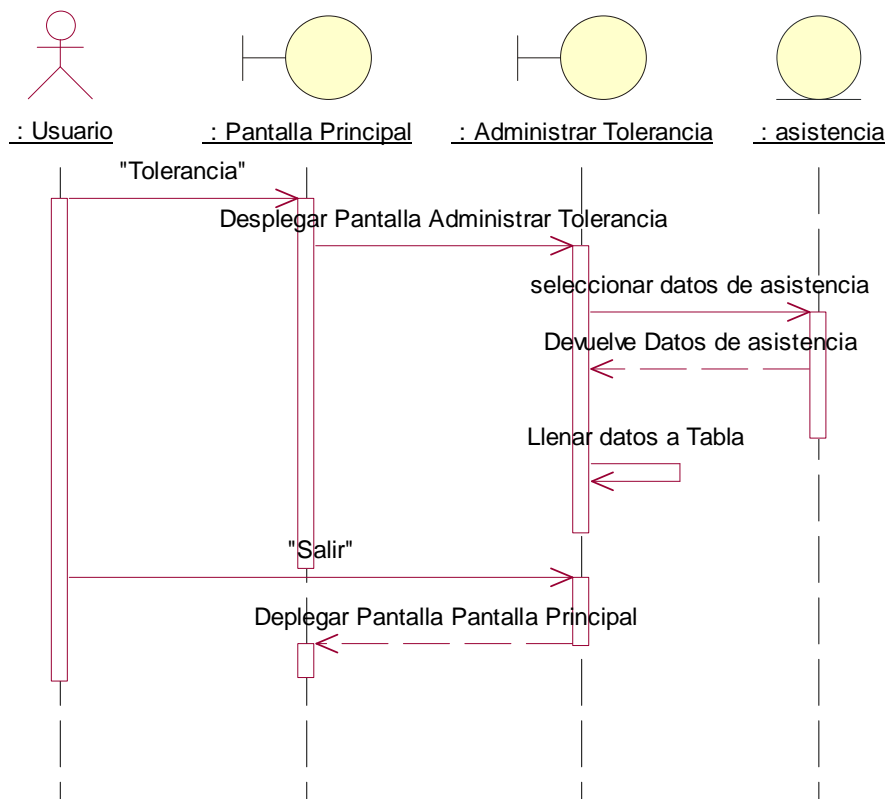 : Usuario
: Pantalla Principal
: Administrar Tolerancia
: asistencia
"Tolerancia"
Desplegar Pantalla Administrar Tolerancia
seleccionar datos de asistencia
Devuelve Datos de asistencia
Llenar datos a Tabla
"Salir"
Deplegar Pantalla Pantalla Principal